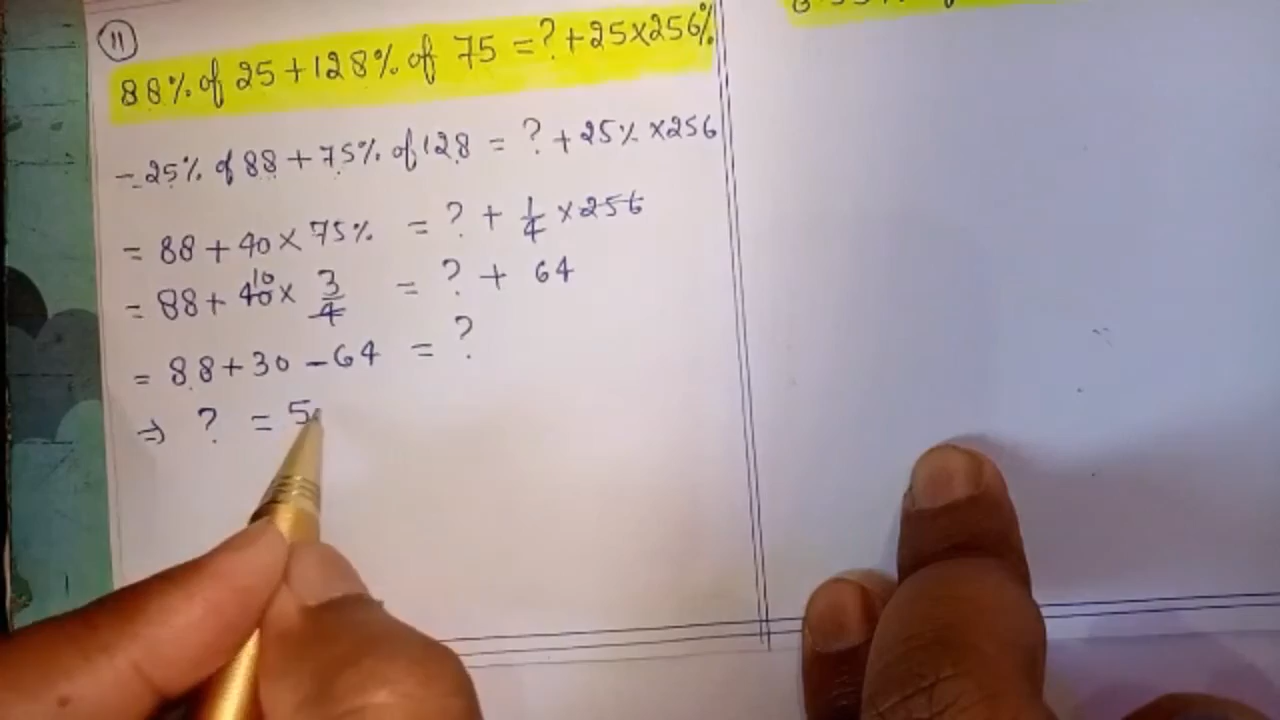 11
88% of 25 + 128% of 75 = ? + 25 x 256%
- 25% of 88 + 75% of 128 = ? + 25% x 256
= 88 + 40 x 75% = ? + 1/4 x 256
= 88 + 40 10 x 3/4 = ? + 64
= 88 + 30 - 64 = ?
⇒ ? = 5